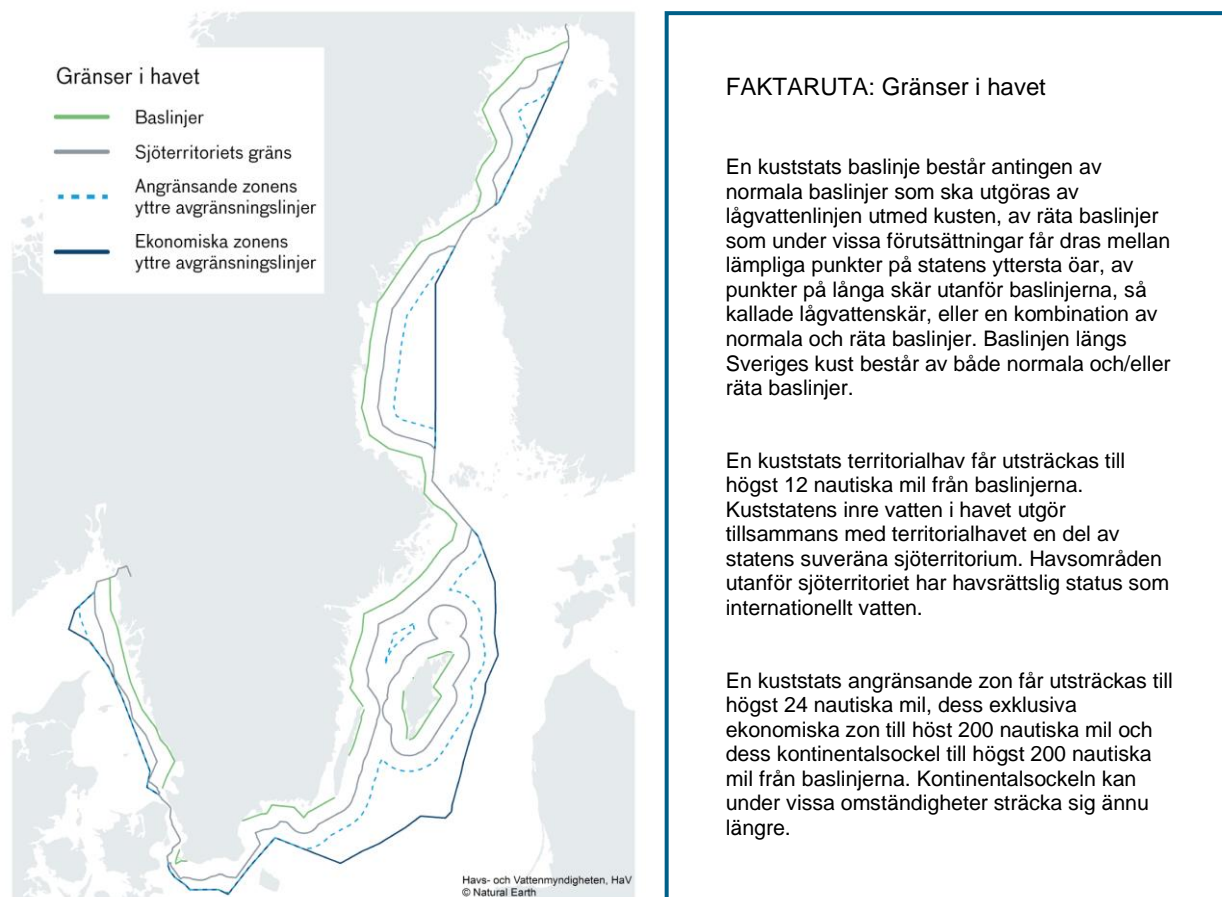 Gränser i havet
Baslinjer
Sjöterritoriets gräns
Angränsande zonens
yttre avgränsningslinjer
Ekonomiska zonens
yttre avgränsningslinjer
Havs- och Vattenmyndigheten, HaV
© Natural Earth
FAKTARUTA: Gränser i havet
En kuststats baslinje består antingen av
normala baslinjer som ska utgöras av
lågvattenlinjen utmed kusten, av räta baslinjer
som under vissa förutsättningar får dras mellan
lämpliga punkter på statens yttersta öar, av
punkter på långa skär utanför baslinjerna, så
kallade lågvattenskär, eller en kombination av
normala och räta baslinjer. Baslinjen längs
Sveriges kust består av både normala och/eller
räta baslinjer.
En kuststats territorialhav får utsträckas till
högst 12 nautiska mil från baslinjerna.
Kuststatens inre vatten i havet utgör
tillsammans med territorialhavet en del av
statens suveräna sjöterritorium. Havsområden
utanför sjöterritoriet har havsrättslig status som
internationellt vatten.
En kuststats angränsande zon får utsträckas till
högst 24 nautiska mil, dess exklusiva
ekonomiska zon till höst 200 nautiska mil och
dess kontinentalsockel till högst 200 nautiska
mil från baslinjerna. Kontinentalsockeln kan
under vissa omständigheter sträcka sig ännu
längre.